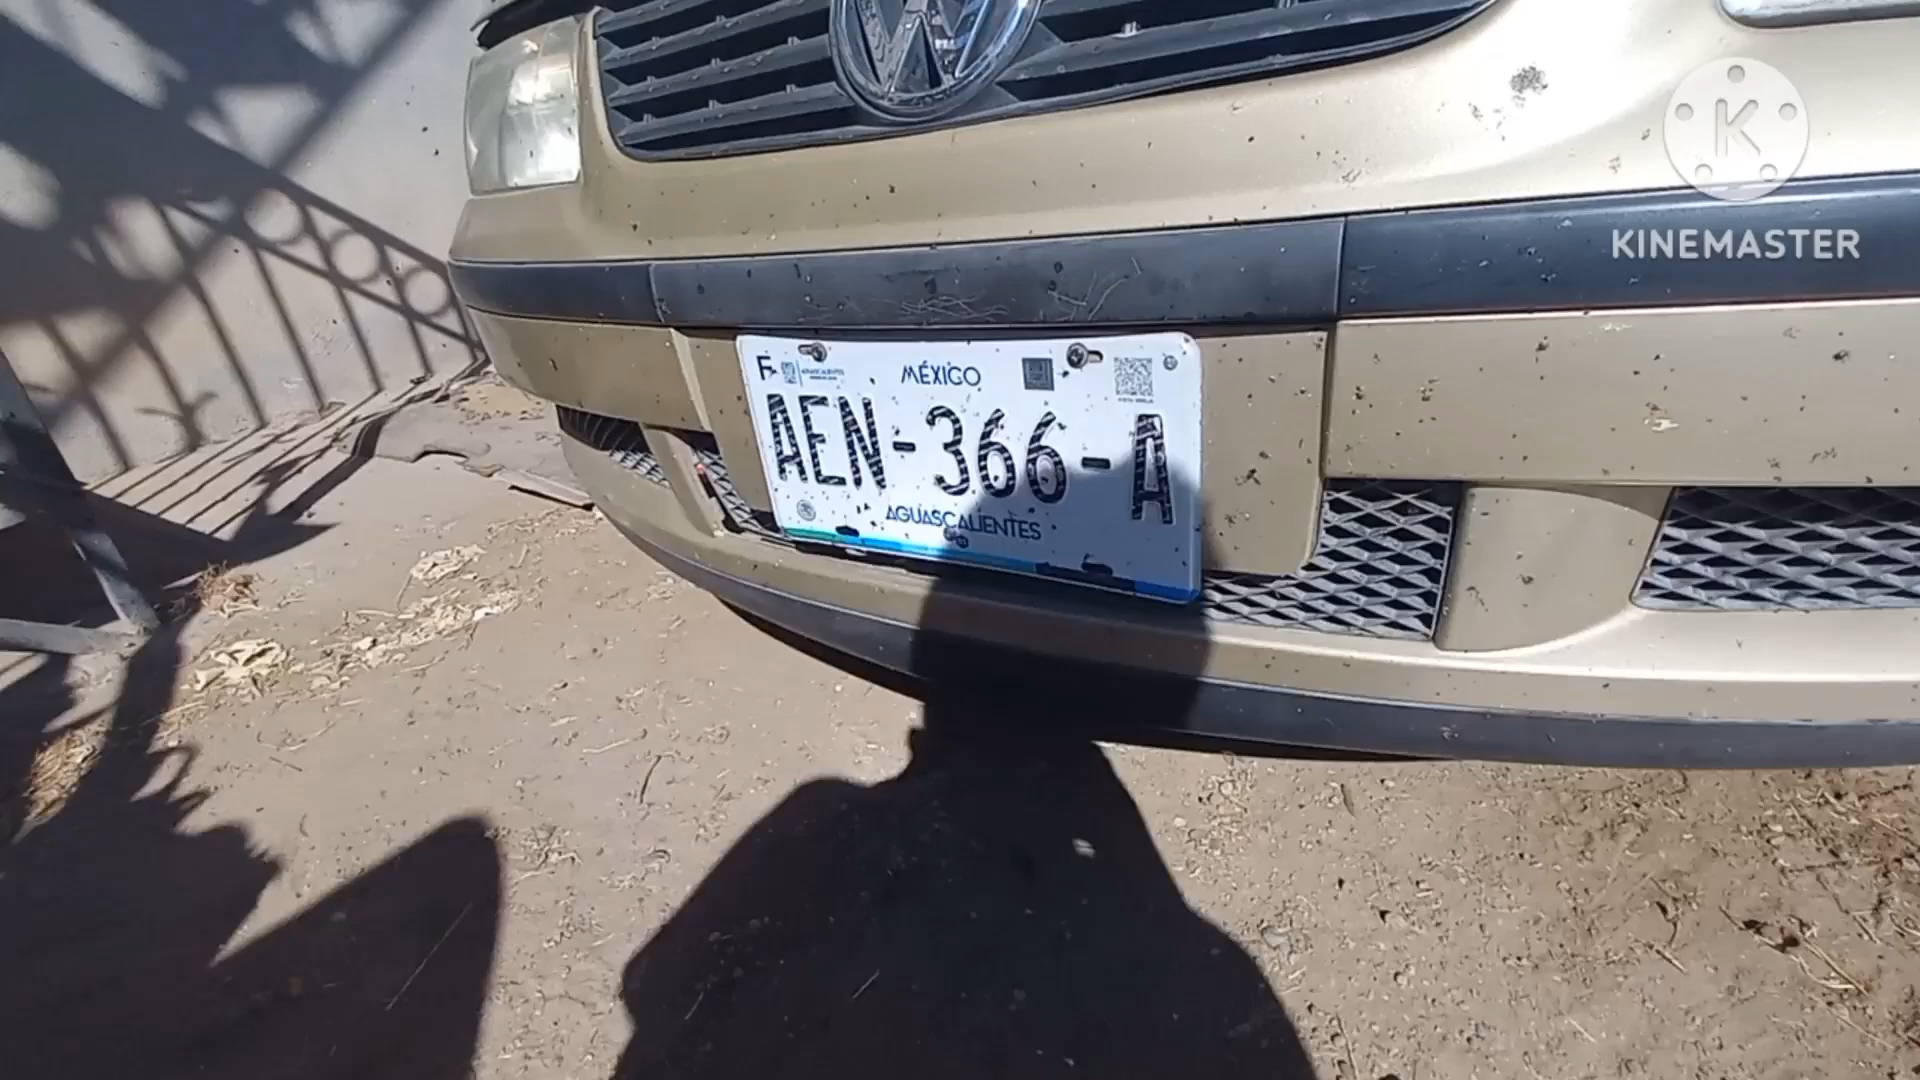 MÉXICO
AEN-366-A
AGUASCALIENTES
K
KINEMASTER